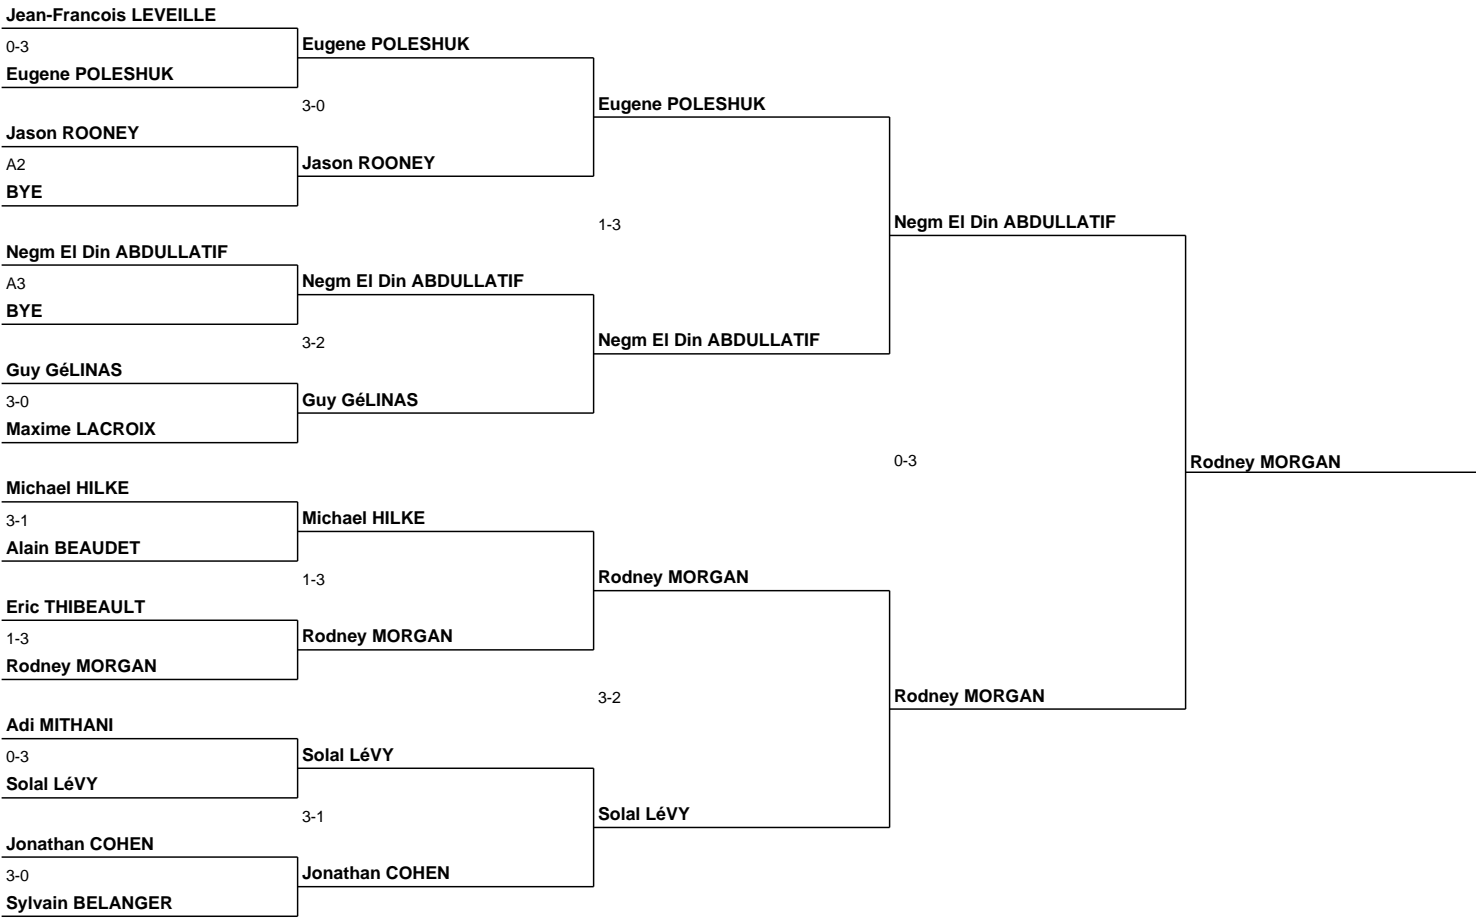 Jean-Francois LEVEILLE
0-3
Eugene POLESHUK
Eugene POLESHUK
3-0
Eugene POLESHUK
Jason ROONEY
A2
BYE
Jason ROONEY
1-3
Negm El Din ABDULLATIF
Negm El Din ABDULLATIF
A3
BYE
Negm El Din ABDULLATIF
3-2
Negm El Din ABDULLATIF
Guy GéLINAS
3-0
Maxime LACROIX
Guy GéLINAS
0-3
Rodney MORGAN
Michael HILKE
3-1
Alain BEAUDET
Michael HILKE
1-3
Rodney MORGAN
Eric THIBEAULT
1-3
Rodney MORGAN
Rodney MORGAN
3-2
Rodney MORGAN
Adi MITHANI
0-3
Solal LéVY
Solal LéVY
3-1
Solal LéVY
Jonathan COHEN
3-0
Sylvain BELANGER
Jonathan COHEN